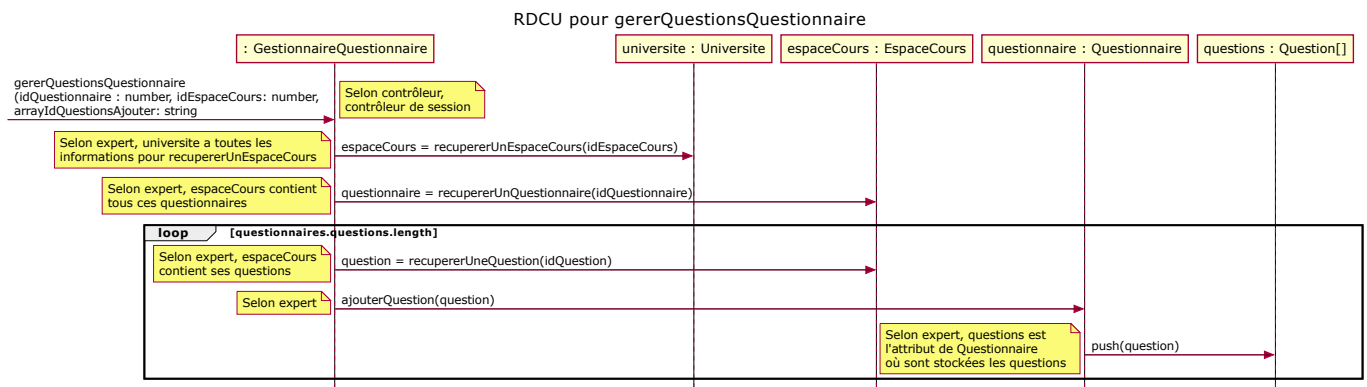 RDCU pour gererQuestionsQuestionnaire
: GestionnaireQuestionnaire
universite : Universite
espaceCours : EspaceCours
questionnaire : Questionnaire
questions : Question[]
gererQuestionsQuestionnaire
(idQuestionnaire : number, idEspaceCours: number,
arrayIdQuestionsAjouter: string
Selon contrôleur,
contrôleur de session
Selon expert, universite a toutes les
informations pour recupererUnEspaceCours
espaceCours = recupererUnEspaceCours(idEspaceCours)
Selon expert, espaceCours contient
tous ces questionnaires
questionnaire = recupererUnQuestionnaire(idQuestionnaire)
loop
[questionnaires.questions.length]
Selon expert, espaceCours
contient ses questions
question = recupererUneQuestion(idQuestion)
Selon expert
ajouterQuestion(question)
Selon expert, questions est
l'attribut de Questionnaire
où sont stockées les questions
push(question)